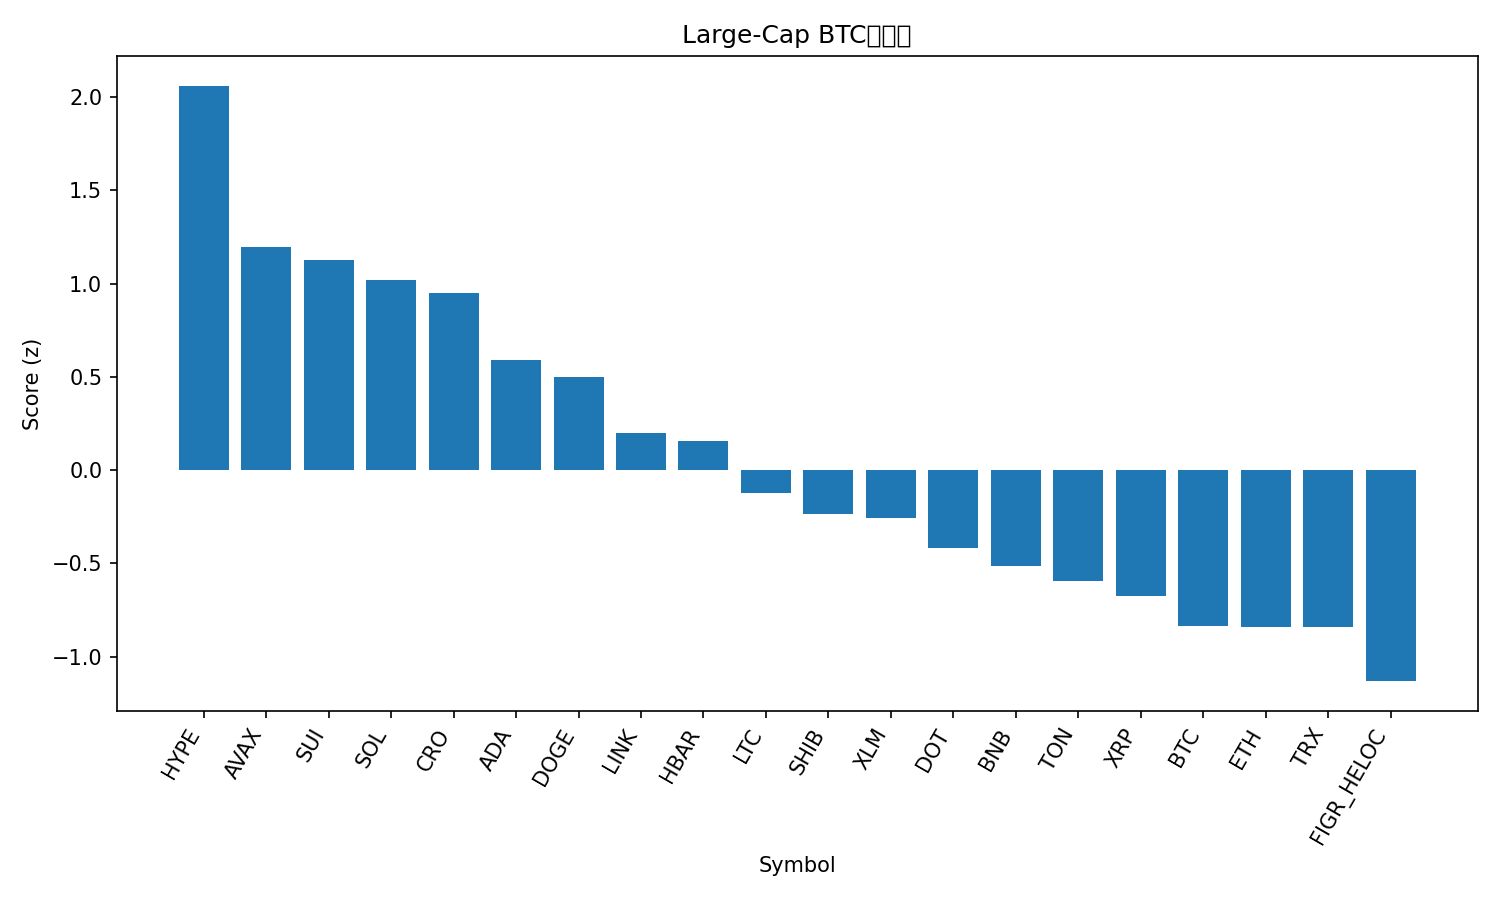 Large-Cap BTC
Score (z)
2.0
1.5
1.0
0.5
0.0
−0.5
−1.0
HYPE
AVAX
SUI
SOL
CRO
ADA
DOGE
LINK
HBAR
LTC
SHIB
XLM
DOT
BNB
TON
XRP
BTC
ETH
TRX
FIGR_HELOC
Symbol